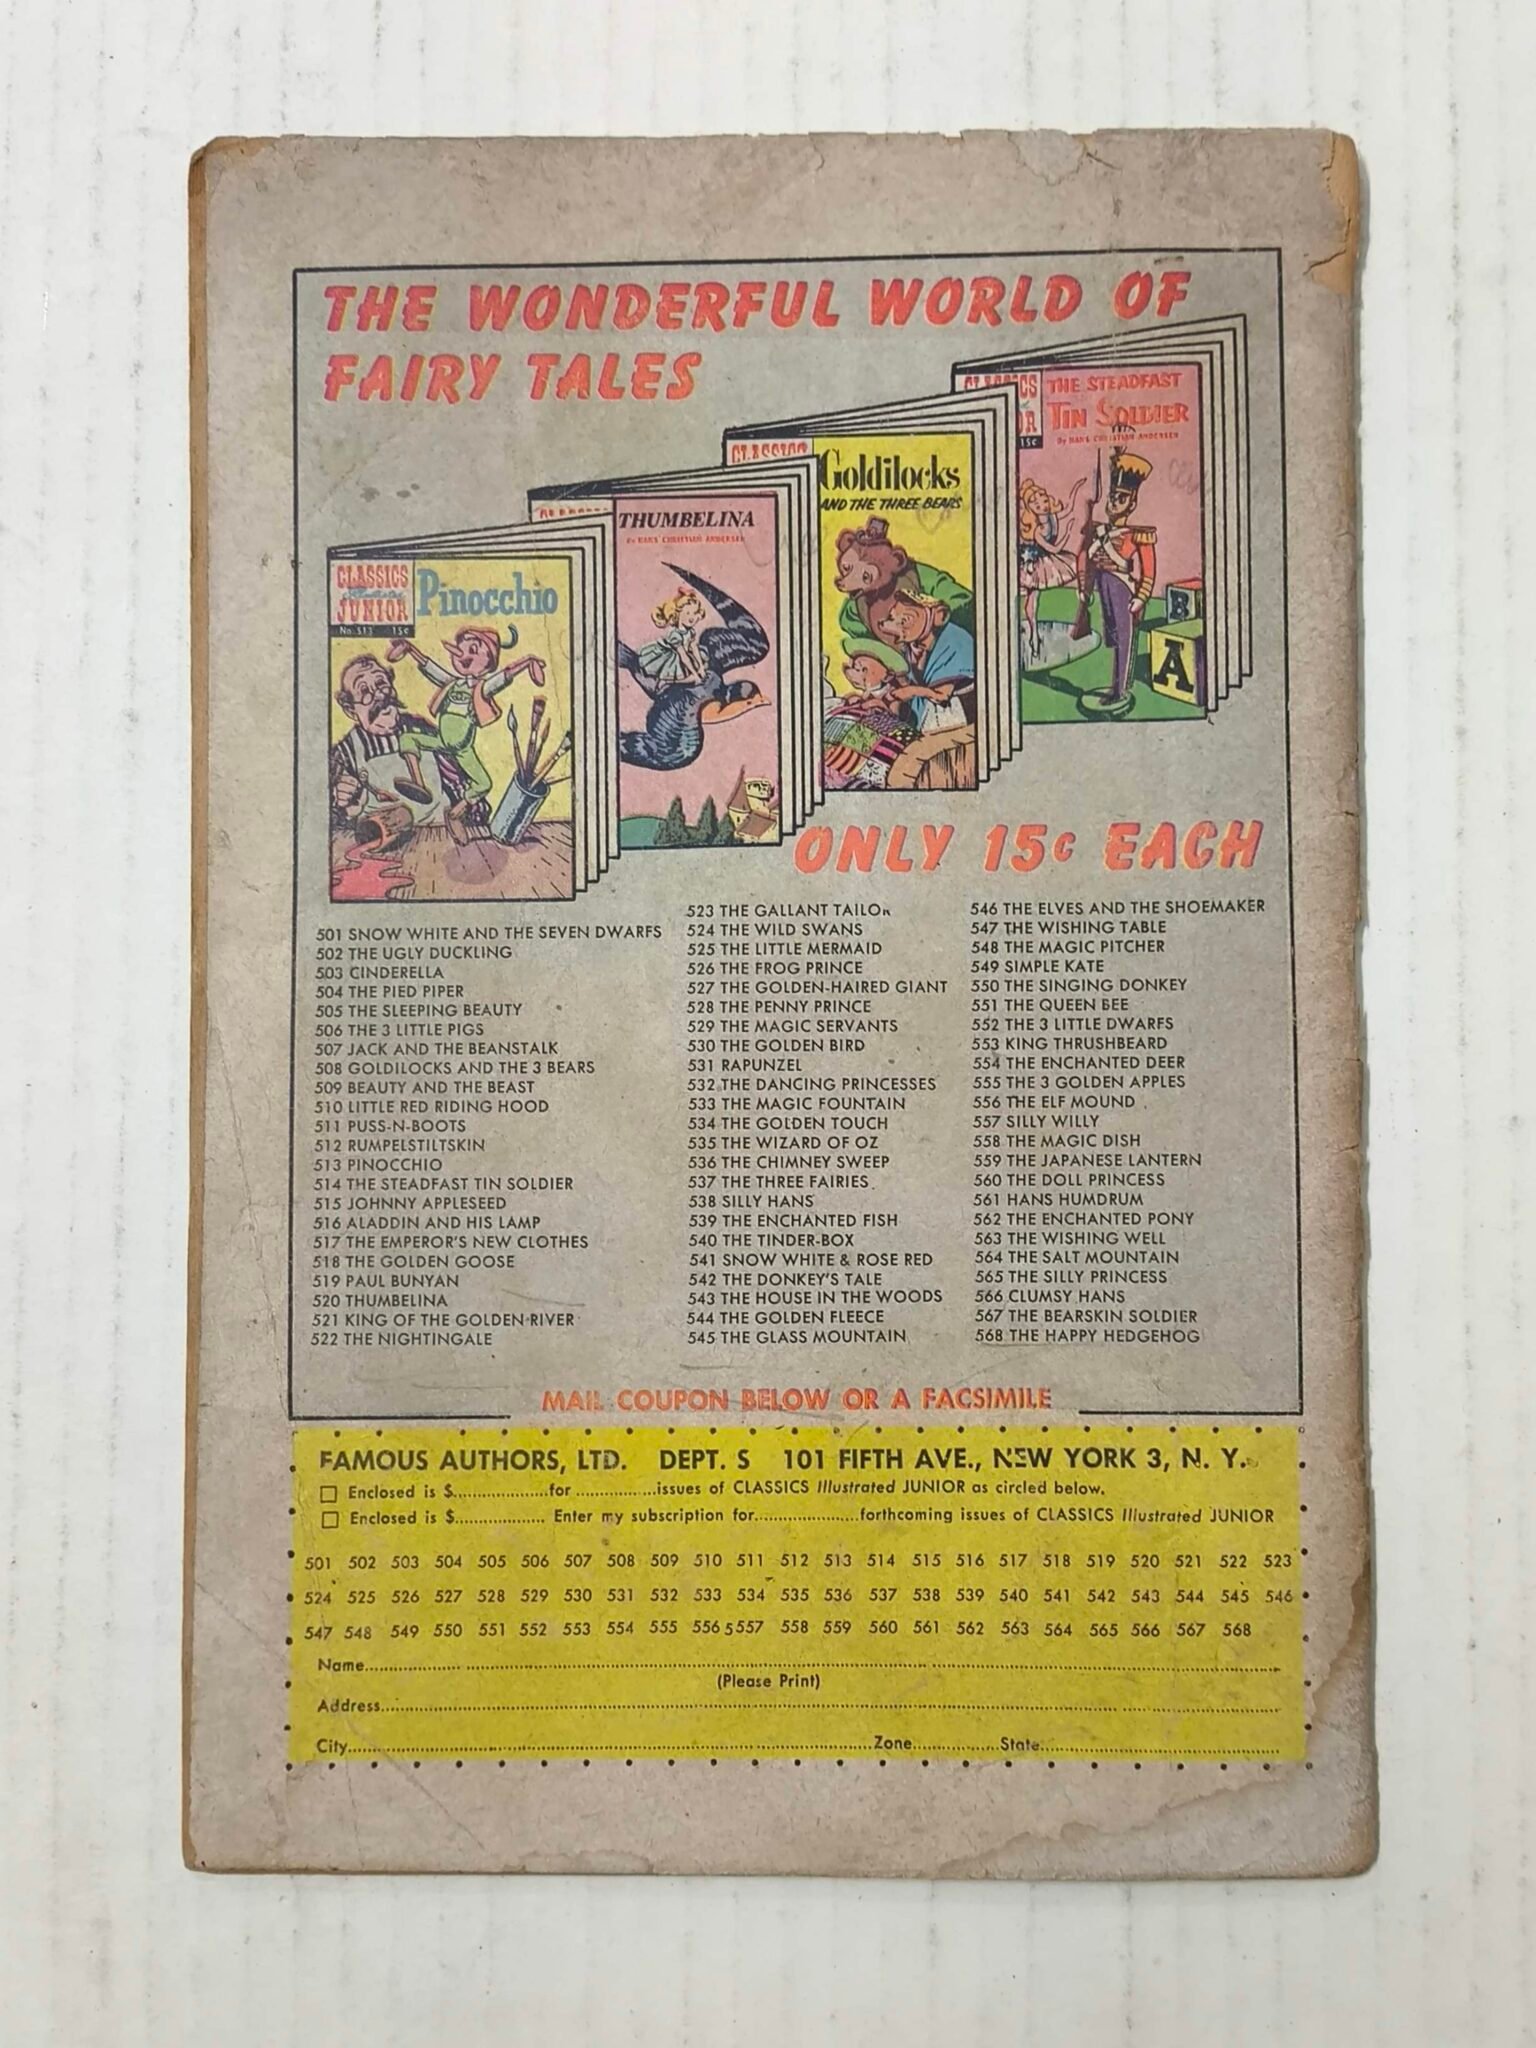 THE WONDERFUL WORLD OF
FAIRY TALES
CLASSICS
Illustrated
JUNIOR
No. 513 15c
Pinocchio
CLASSICS
THUMBELINA
By HANS CHRISTIAN ANDERSEN
CLASSICS
Goldilocks
AND THE THREE BEARS
CLASSICS
15c
THE STEADFAST
TIN SOLDIER
By HANS CHRISTIAN ANDERSEN
B
A
ONLY 15c EACH
501 SNOW WHITE AND THE SEVEN DWARFS
502 THE UGLY DUCKLING
503 CINDERELLA
504 THE PIED PIPER
505 THE SLEEPING BEAUTY
506 THE 3 LITTLE PIGS
507 JACK AND THE BEANSTALK
508 GOLDILOCKS AND THE 3 BEARS
509 BEAUTY AND THE BEAST
510 LITTLE RED RIDING HOOD
511 PUSS-N-BOOTS
512 RUMPELSTILTSKIN
513 PINOCCHIO
514 THE STEADFAST TIN SOLDIER
515 JOHNNY APPLESEED
516 ALADDIN AND HIS LAMP
517 THE EMPEROR'S NEW CLOTHES
518 THE GOLDEN GOOSE
519 PAUL BUNYAN
520 THUMBELINA
521 KING OF THE GOLDEN RIVER
522 THE NIGHTINGALE
523 THE GALLANT TAILOR
524 THE WILD SWANS
525 THE LITTLE MERMAID
526 THE FROG PRINCE
527 THE GOLDEN-HAIRED GIANT
528 THE PENNY PRINCE
529 THE MAGIC SERVANTS
530 THE GOLDEN BIRD
531 RAPUNZEL
532 THE DANCING PRINCESSES
533 THE MAGIC FOUNTAIN
534 THE GOLDEN TOUCH
535 THE WIZARD OF OZ
536 THE CHIMNEY SWEEP
537 THE THREE FAIRIES
538 SILLY HANS
539 THE ENCHANTED FISH
540 THE TINDER-BOX
541 SNOW WHITE & ROSE RED
542 THE DONKEY'S TALE
543 THE HOUSE IN THE WOODS
544 THE GOLDEN FLEECE
545 THE GLASS MOUNTAIN
546 THE ELVES AND THE SHOEMAKER
547 THE WISHING TABLE
548 THE MAGIC PITCHER
549 SIMPLE KATE
550 THE SINGING DONKEY
551 THE QUEEN BEE
552 THE 3 LITTLE DWARFS
553 KING THRUSHBEARD
554 THE ENCHANTED DEER
555 THE 3 GOLDEN APPLES
556 THE ELF MOUND
557 SILLY WILLY
558 THE MAGIC DISH
559 THE JAPANESE LANTERN
560 THE DOLL PRINCESS
561 HANS HUMDRUM
562 THE ENCHANTED PONY
563 THE WISHING WELL
564 THE SALT MOUNTAIN
565 THE SILLY PRINCESS
566 CLUMSY HANS
567 THE BEARSKIN SOLDIER
568 THE HAPPY HEDGEHOG
MAIL COUPON BELOW OR A FACSIMILE
FAMOUS AUTHORS, LTD. DEPT. S 101 FIFTH AVE., NEW YORK 3, N. Y.
Enclosed is $...................for ................issues of CLASSICS Illustrated JUNIOR as circled below.
Enclosed is $................... Enter my subscription for......................forthcoming issues of CLASSICS Illustrated JUNIOR
501 502 503 504 505 506 507 508 509 510 511 512 513 514 515 516 517 518 519 520 521 522 523
524 525 526 527 528 529 530 531 532 533 534 535 536 537 538 539 540 541 542 543 544 545 546
547 548 549 550 551 552 553 554 555 556 5 557 558 559 560 561 562 563 564 565 566 567 568
Name....................
(Please Print)
Address....................
City....................Zone................State....................